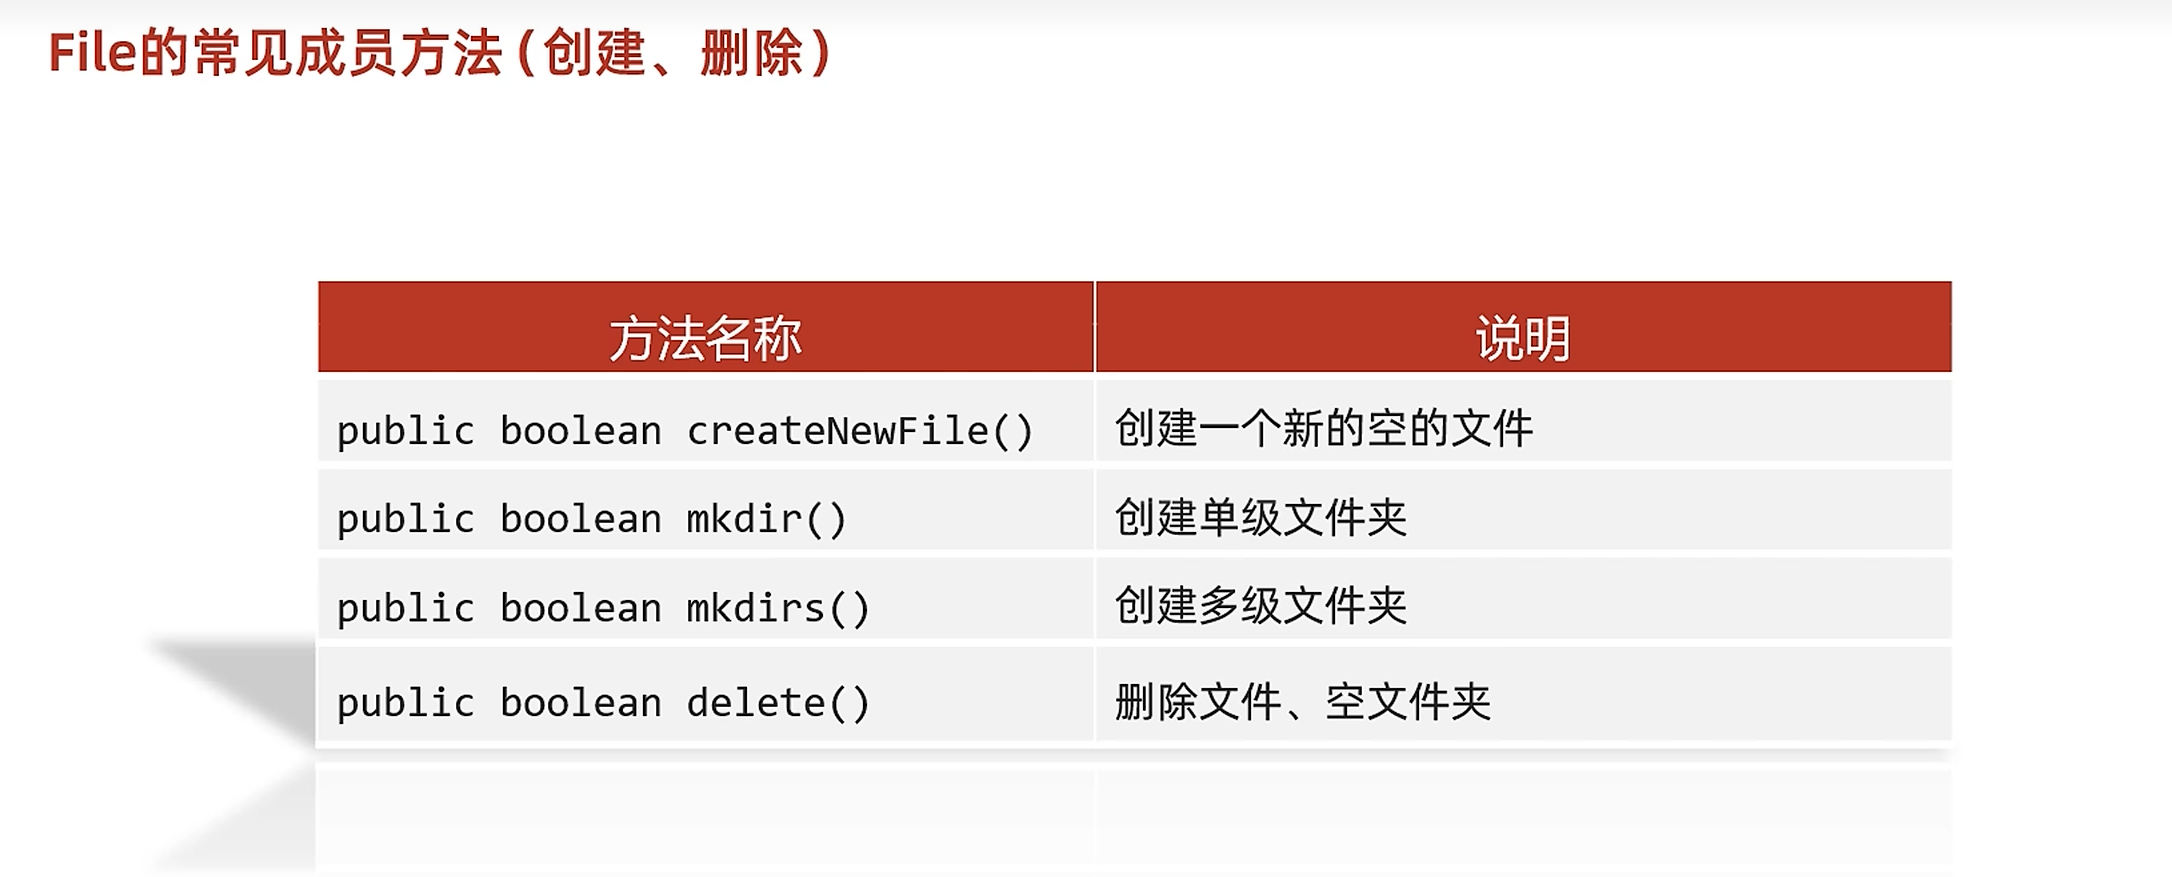 File的常见成员方法(创建、删除)
方法名称 说明
public boolean createNewFile() 创建一个新的空的文件
public boolean mkdir() 创建单级文件夹
public boolean mkdirs() 创建多级文件夹
public boolean delete() 删除文件、空文件夹